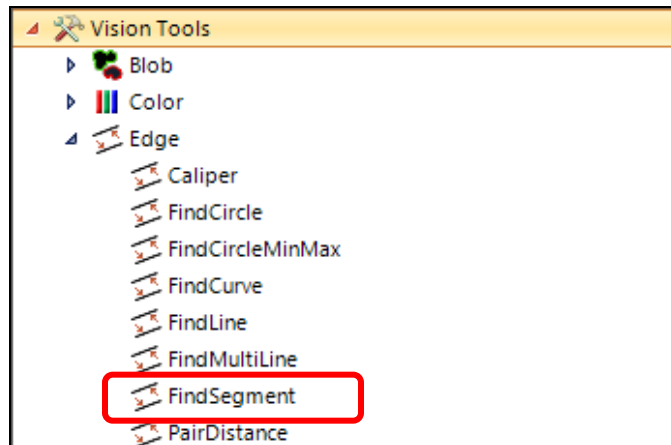 Vision Tools
Blob
Color
Edge
Caliper
FindCircle
FindCircleMinMax
FindCurve
FindLine
FindMultiLine
FindSegment
PairDistance